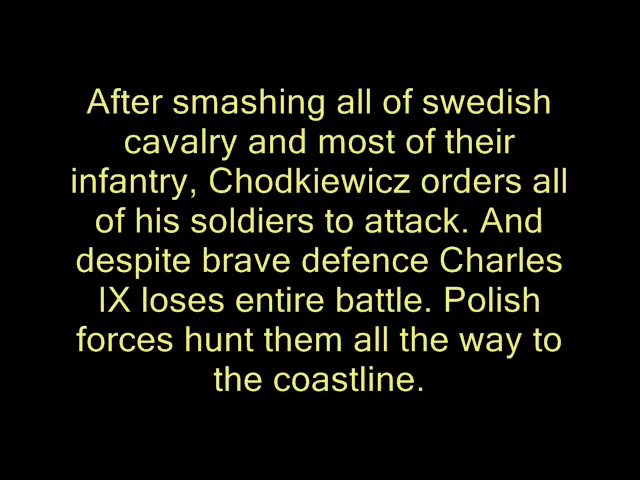 After smashing all of swedish
cavalry and most of their
infantry, Chodkiewicz orders all
of his soldiers to attack. And
despite brave defence Charles
IX loses entire battle. Polish
forces hunt them all the way to
the coastline.